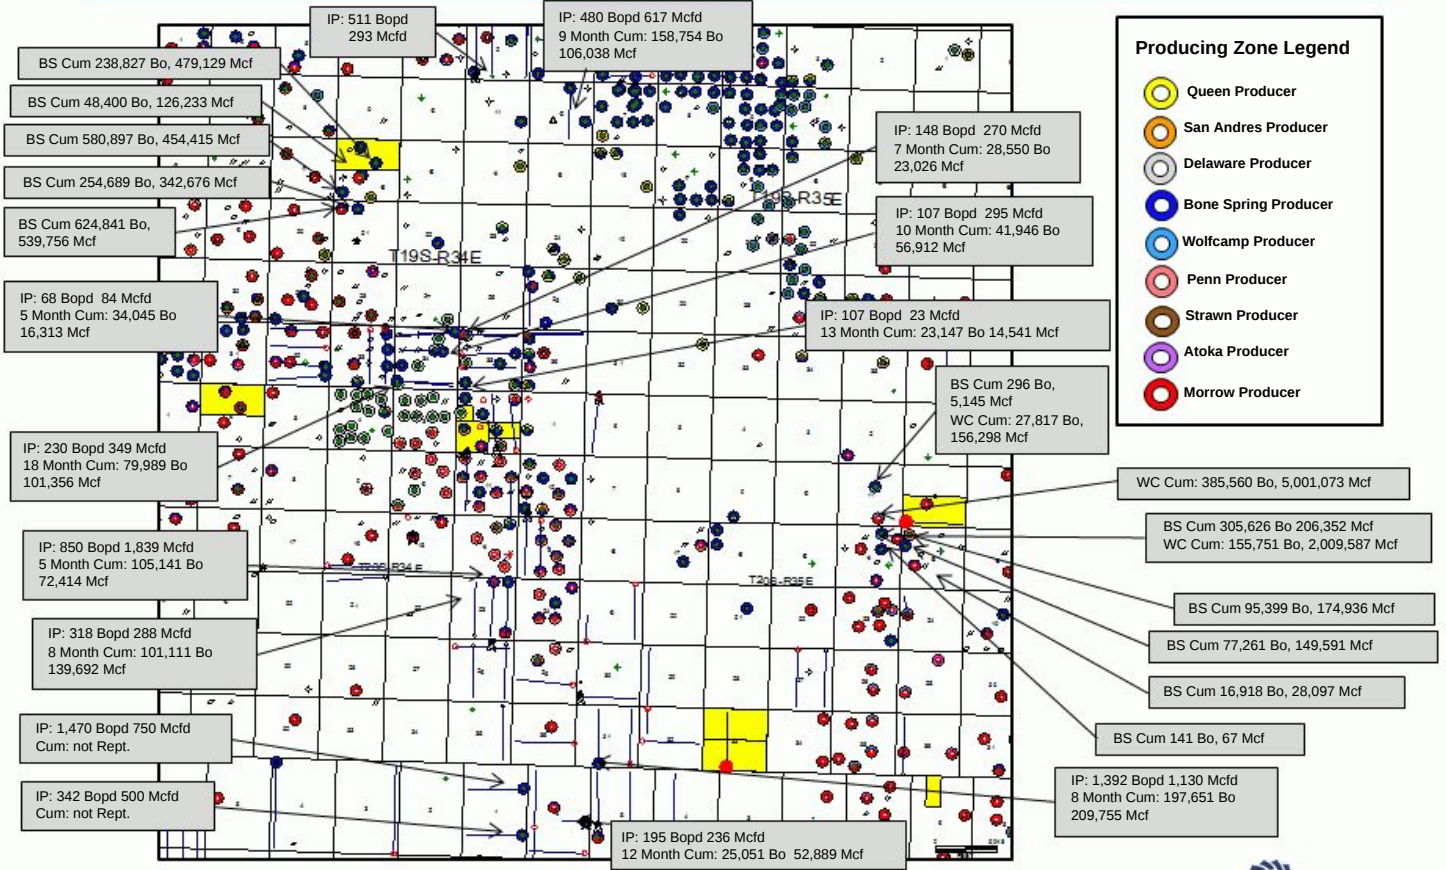 IP: 511 Bopd
293 Mcfd
IP: 480 Bopd 617 Mcfd
9 Month Cum: 158,754 Bo
106,038 Mcf
BS Cum 238,827 Bo, 479,129 Mcf
BS Cum 48,400 Bo, 126,233 Mcf
BS Cum 580,897 Bo, 454,415 Mcf
BS Cum 254,689 Bo, 342,676 Mcf
BS Cum 624,841 Bo,
539,756 Mcf
IP: 68 Bopd 84 Mcfd
5 Month Cum: 34,045 Bo
16,313 Mcf
IP: 230 Bopd 349 Mcfd
18 Month Cum: 79,989 Bo
101,356 Mcf
IP: 850 Bopd 1,839 Mcfd
5 Month Cum: 105,141 Bo
72,414 Mcf
IP: 318 Bopd 288 Mcfd
8 Month Cum: 101,111 Bo
139,692 Mcf
IP: 1,470 Bopd 750 Mcfd
Cum: not Rept.
IP: 342 Bopd 500 Mcfd
Cum: not Rept.
T19S-R34E
T19S-R35E
T20S-R34E
T20S-R35E
IP: 148 Bopd 270 Mcfd
7 Month Cum: 28,550 Bo
23,026 Mcf
IP: 107 Bopd 295 Mcfd
10 Month Cum: 41,946 Bo
56,912 Mcf
IP: 107 Bopd 23 Mcfd
13 Month Cum: 23,147 Bo 14,541 Mcf
BS Cum 296 Bo,
5,145 Mcf
WC Cum: 27,817 Bo,
156,298 Mcf
WC Cum: 385,560 Bo, 5,001,073 Mcf
BS Cum 305,626 Bo 206,352 Mcf
WC Cum: 155,751 Bo, 2,009,587 Mcf
BS Cum 95,399 Bo, 174,936 Mcf
BS Cum 77,261 Bo, 149,591 Mcf
BS Cum 16,918 Bo, 28,097 Mcf
BS Cum 141 Bo, 67 Mcf
IP: 1,392 Bopd 1,130 Mcfd
8 Month Cum: 197,651 Bo
209,755 Mcf
IP: 195 Bopd 236 Mcfd
12 Month Cum: 25,051 Bo 52,889 Mcf
Producing Zone Legend
Queen Producer
San Andres Producer
Delaware Producer
Bone Spring Producer
Wolfcamp Producer
Penn Producer
Strawn Producer
Atoka Producer
Morrow Producer